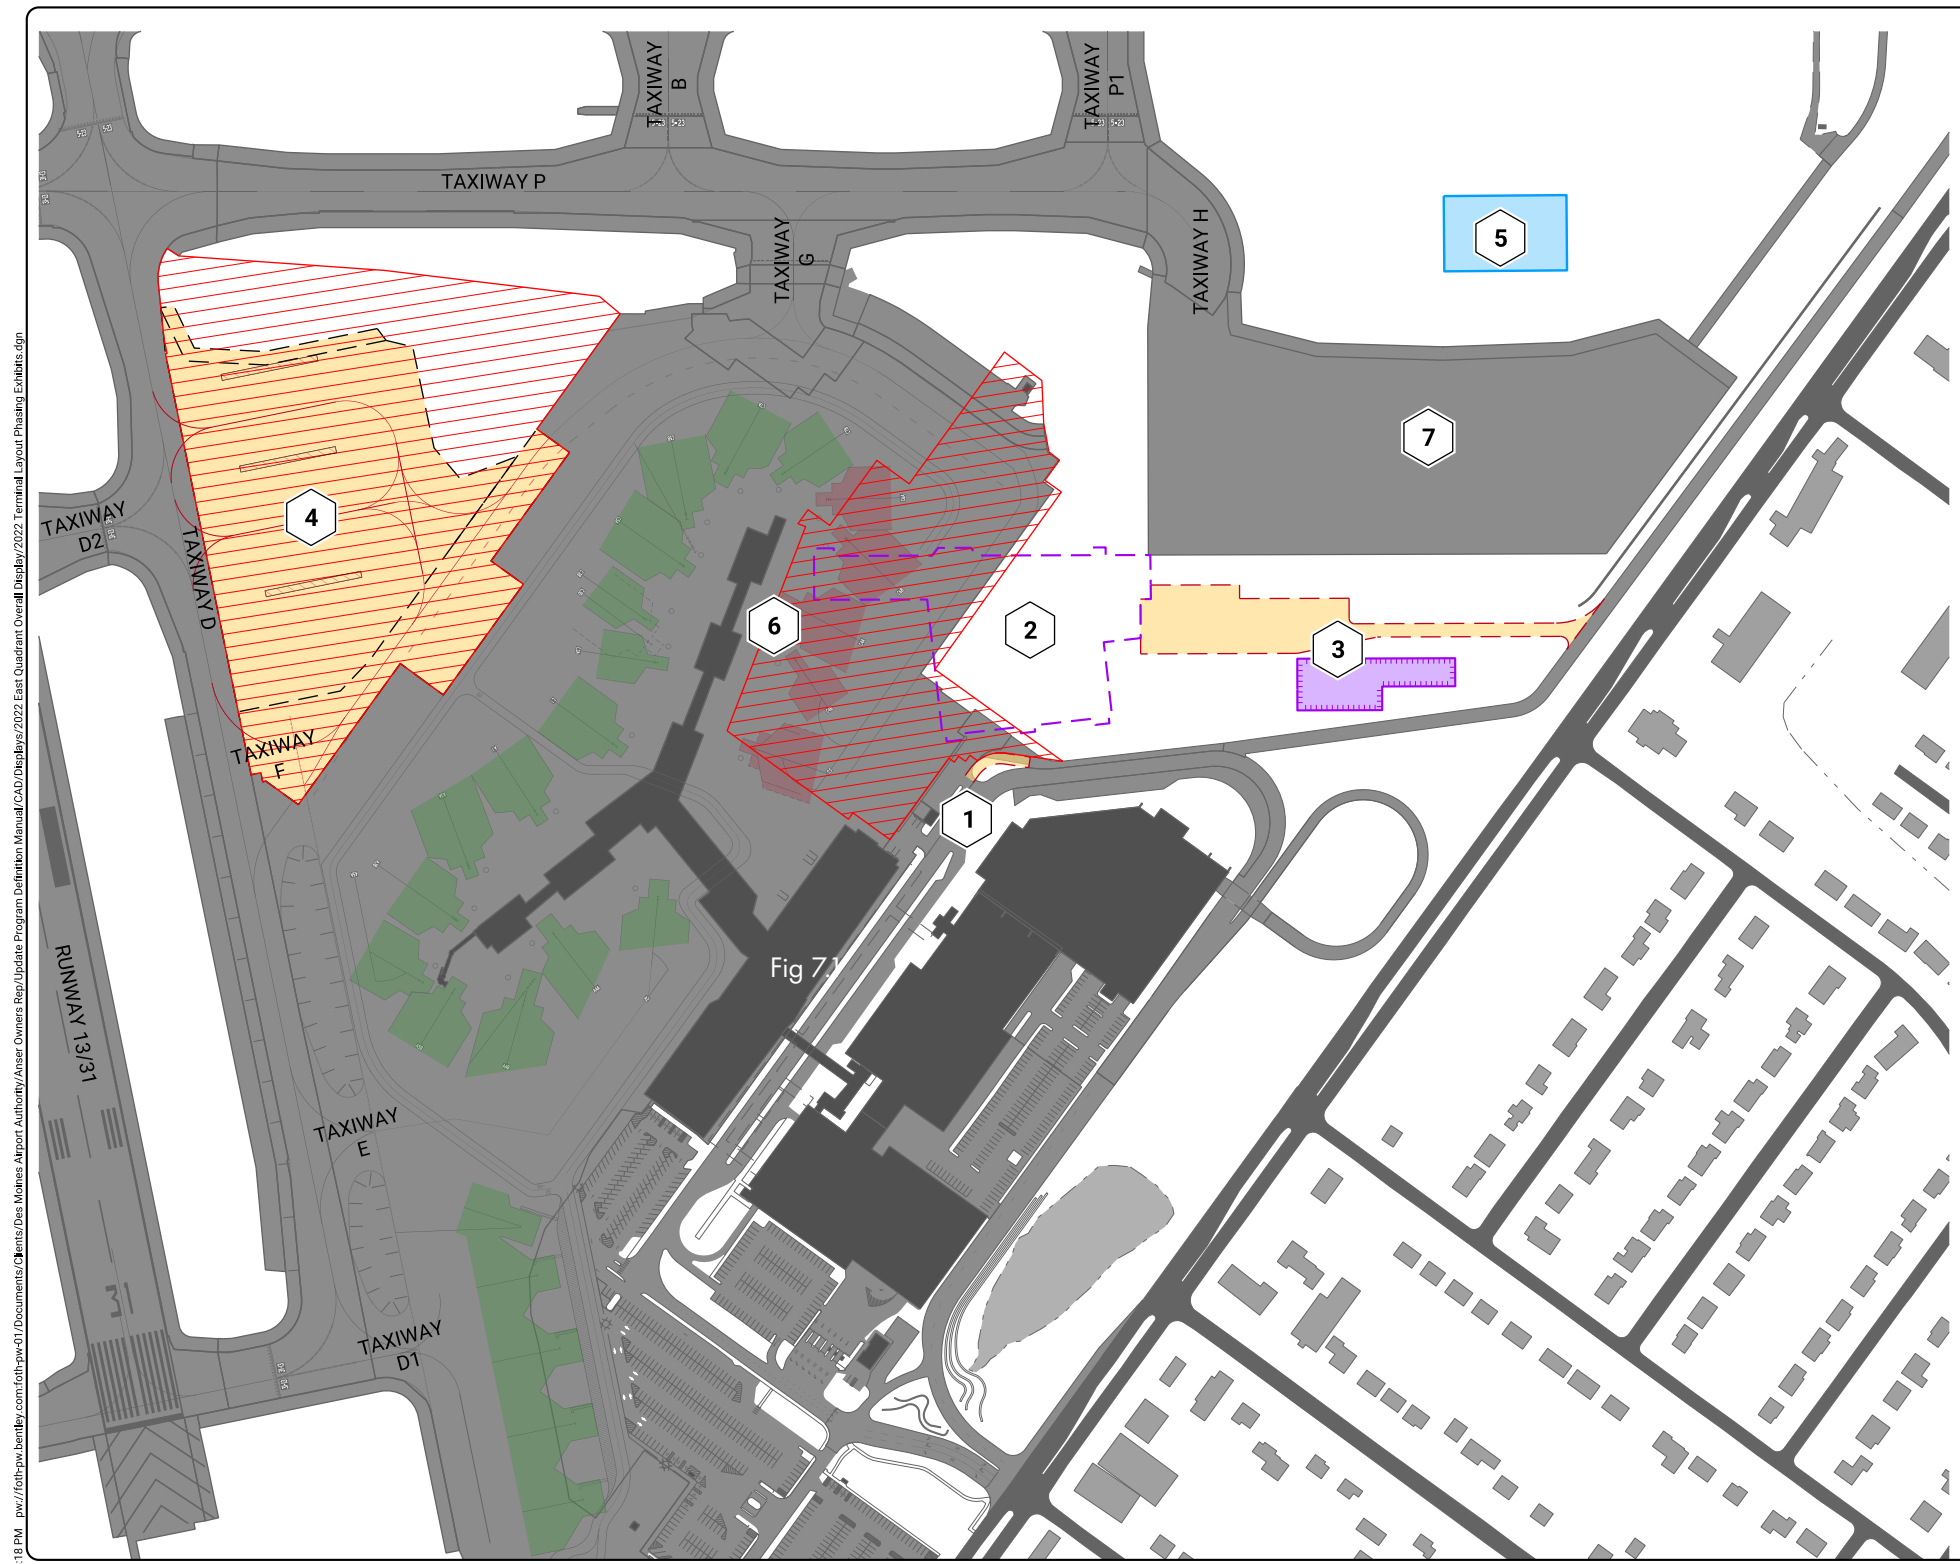 TAXIWAY
B
TAXIWAY
P1
TAXIWAY P
TAXIWAY
G
TAXIWAY H
5
7
4
TAXIWAY
D2
TAXIWAY D
6
2
3
TAXIWAY
F
1
Fig 7.1
RUNWAY 13/31
TAXIWAY
E
TAXIWAY
D1
:18 PM pw://foth-pw.bentley.com:foth-pw-01/Documents/Clients/Des Moines Airport Authority/Anser Owners Rep/Update Program Definition Manual/CAD/Displays/2022 East Quadrant Overall Display/2022 Terminal Layout Phasing Exhibits.dgn